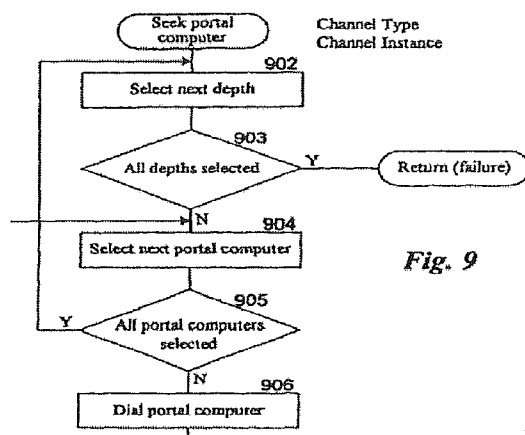 Seek portal
computer
Channel Type
Channel Instance
902
Select next depth
903
All depths selected
Y
Return (failure)
N
904
Select next portal computer
Fig. 9
905
Y
All portal computers
selected
N
906
Dial portal computer